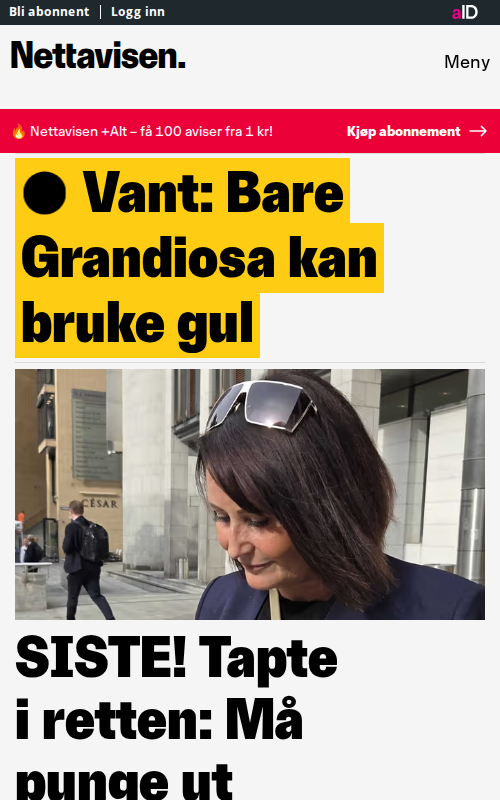 Bli abonnent | Logg inn
aID
Nettavisen.
Meny
🔥 Nettavisen +Alt – få 100 aviser fra 1 kr!
Kjøp abonnement →
● Vant: Bare
Grandiosa kan
bruke gul
CÉSAR
SISTE! Tapte
i retten: Må
punge ut